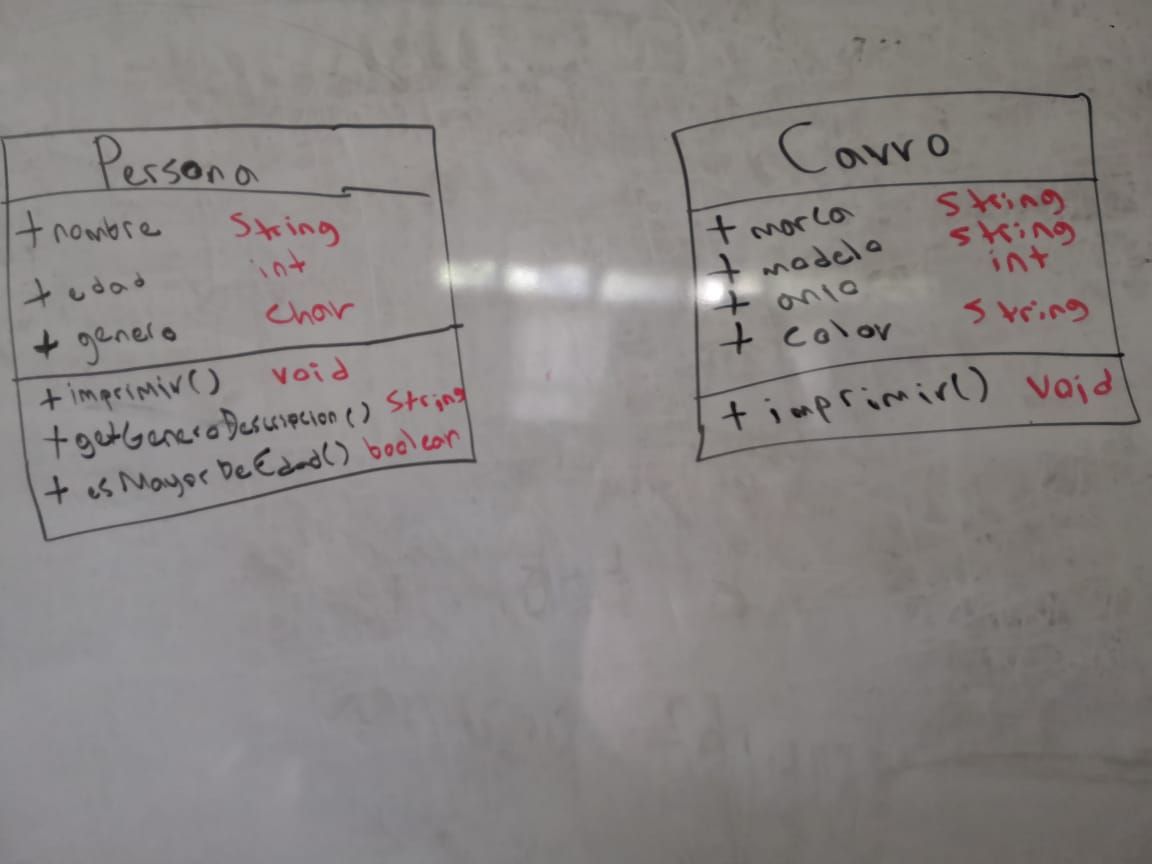 Persona
+ nombre String
+ edad int
+ genero char
+ imprimir() void
+ getGeneroDescripcion() String
+ esMayorDeEdad() boolean
Carro
+ marca String
+ modelo String
+ anio int
+ color String
+ imprimir() void